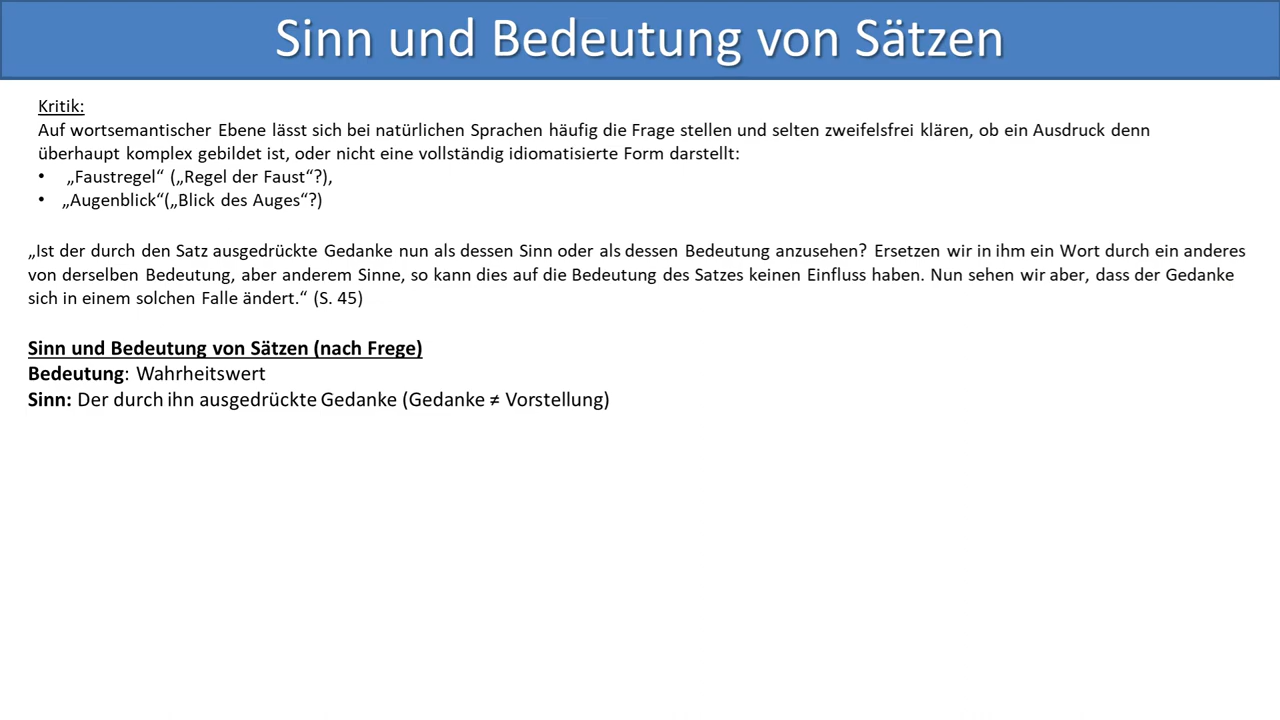 Sinn und Bedeutung von Sätzen
Kritik:
Auf wortsemantischer Ebene lässt sich bei natürlichen Sprachen häufig die Frage stellen und selten zweifelsfrei klären, ob ein Ausdruck denn
überhaupt komplex gebildet ist, oder nicht eine vollständig idiomatisierte Form darstellt:
• „Faustregel“ („Regel der Faust“?),
• „Augenblick“(„Blick des Auges“?)
„Ist der durch den Satz ausgedrückte Gedanke nun als dessen Sinn oder als dessen Bedeutung anzusehen? Ersetzen wir in ihm ein Wort durch ein anderes
von derselben Bedeutung, aber anderem Sinne, so kann dies auf die Bedeutung des Satzes keinen Einfluss haben. Nun sehen wir aber, dass der Gedanke
sich in einem solchen Falle ändert.“ (S. 45)
Sinn und Bedeutung von Sätzen (nach Frege)
Bedeutung: Wahrheitswert
Sinn: Der durch ihn ausgedrückte Gedanke (Gedanke ≠ Vorstellung)